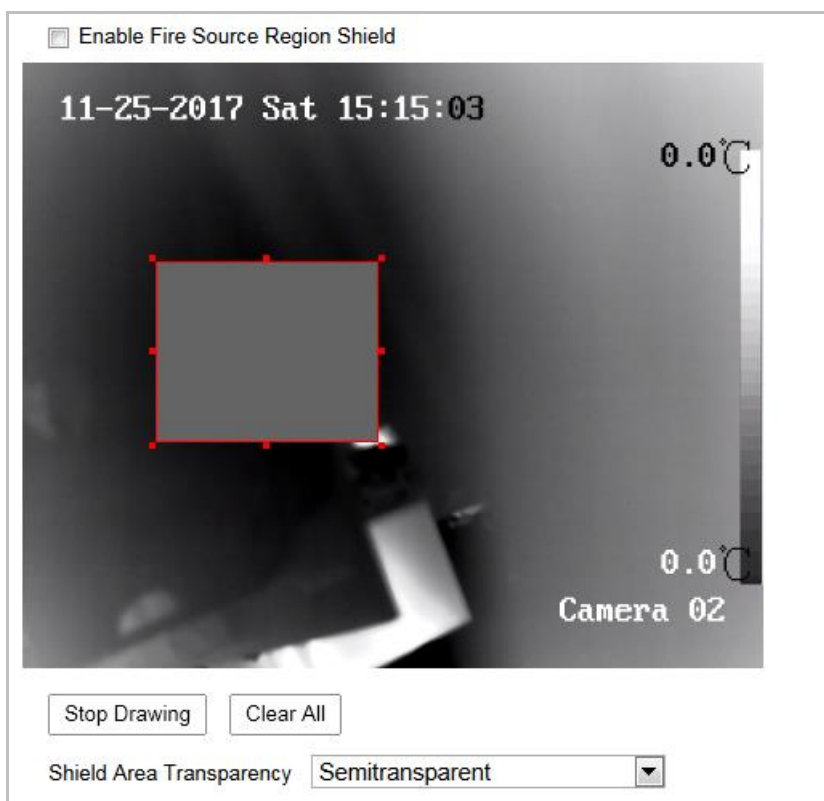 Enable Fire Source Region Shield
11-25-2017 Sat 15:15:03
0.0℃
0.0℃
Camera 02
Stop Drawing
Clear All
Shield Area Transparency
Semitransparent